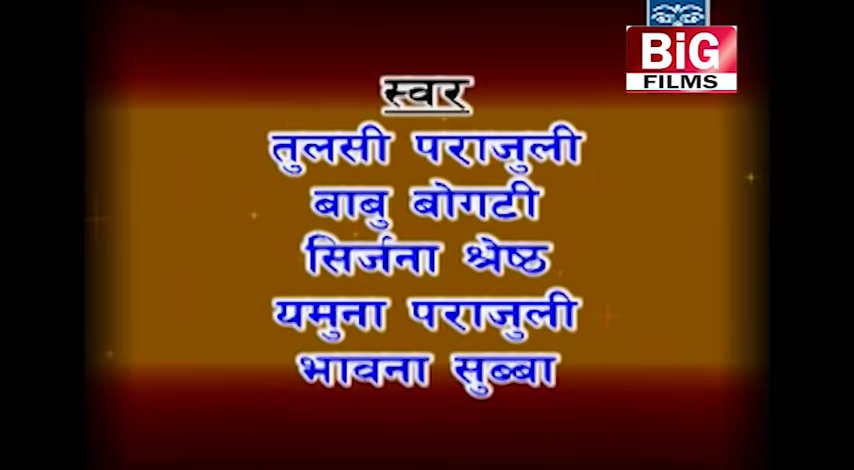 BiG
FILMS
स्वर
तुलसी पराजुली
बाबु बोगटी
सिर्जना श्रेष्ठ
यमुना पराजुली
भावना सुब्बा